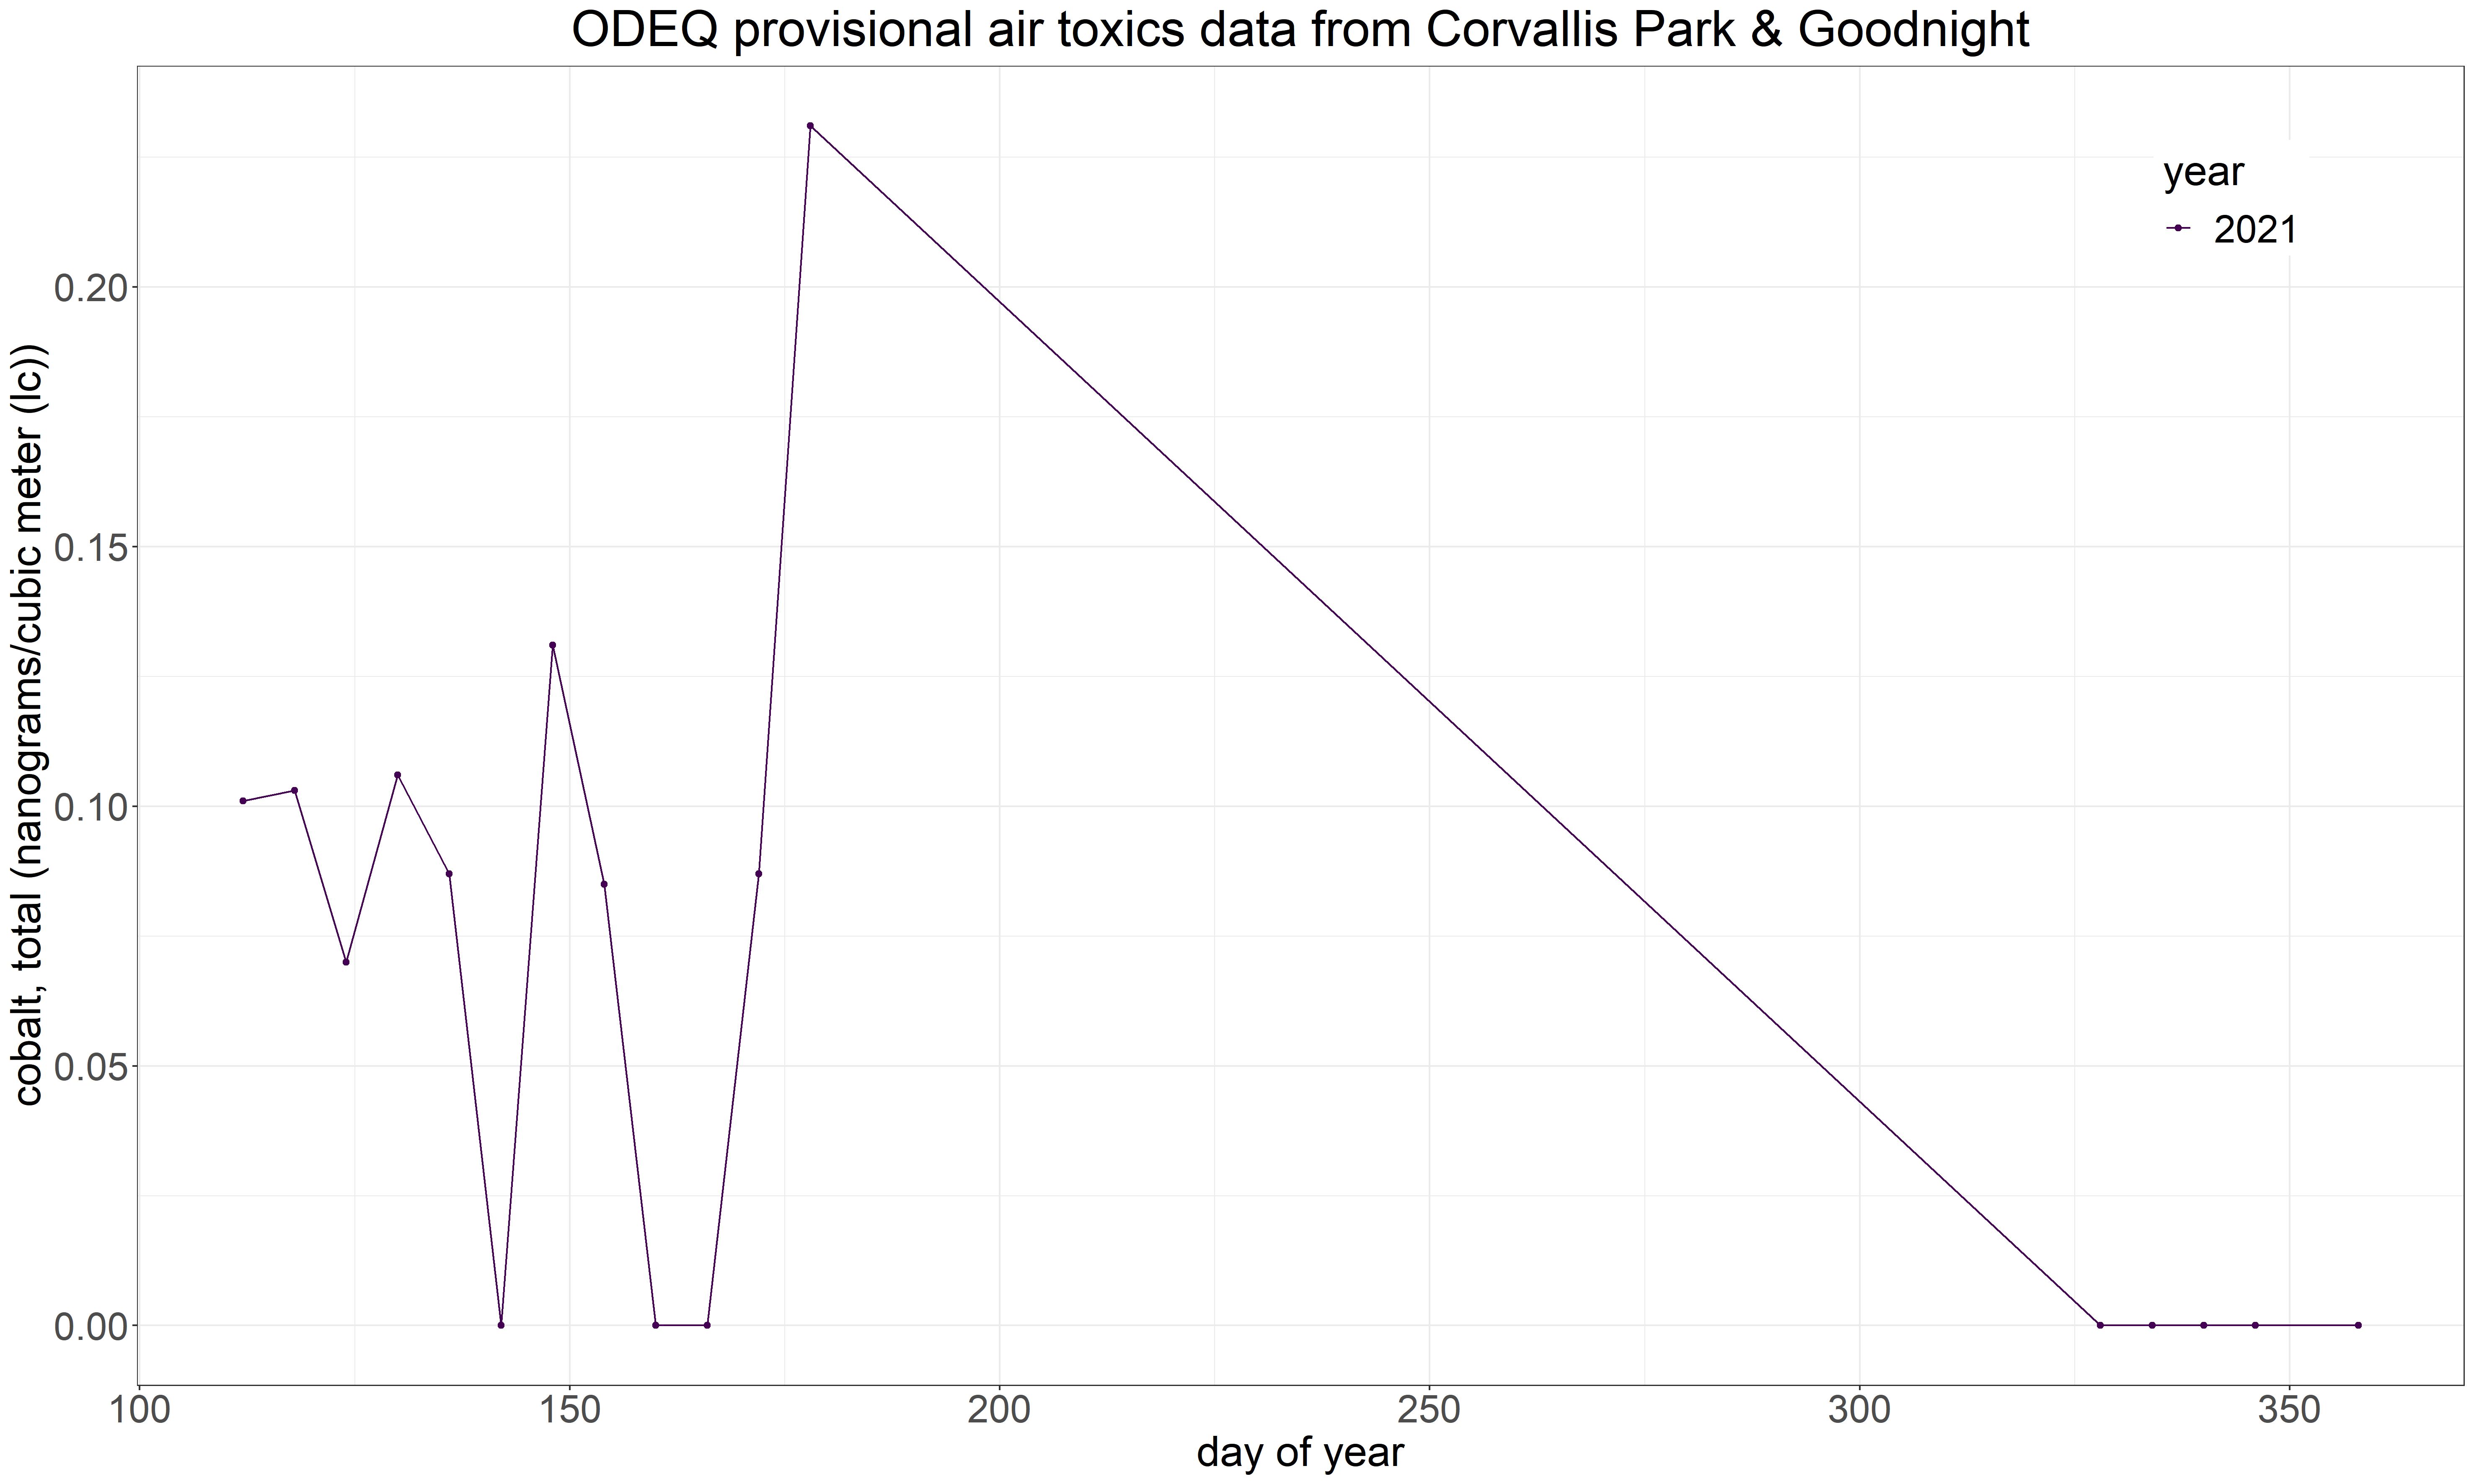 ODEQ provisional air toxics data from Corvallis Park & Goodnight
cobalt, total (nanograms/cubic meter (lc))
0.20
0.15
0.10
0.05
0.00
year
2021
100 150 200 250 300 350
day of year